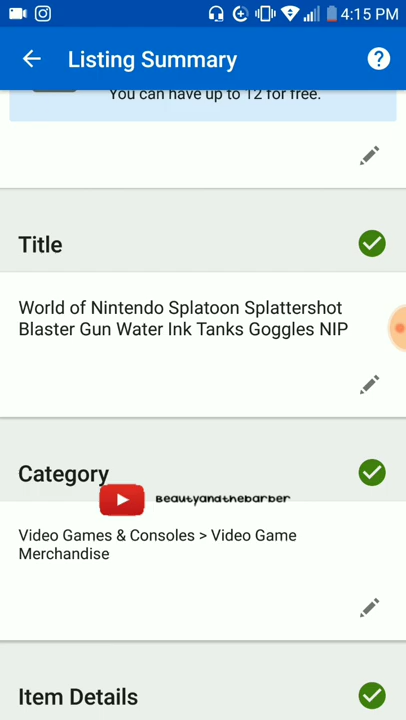 4:15 PM
Listing Summary
You can have up to 12 for free.
Title
World of Nintendo Splatoon Splattershot
Blaster Gun Water Ink Tanks Goggles NIP
Category
Beautyandthebarber
Video Games & Consoles > Video Game
Merchandise
Item Details